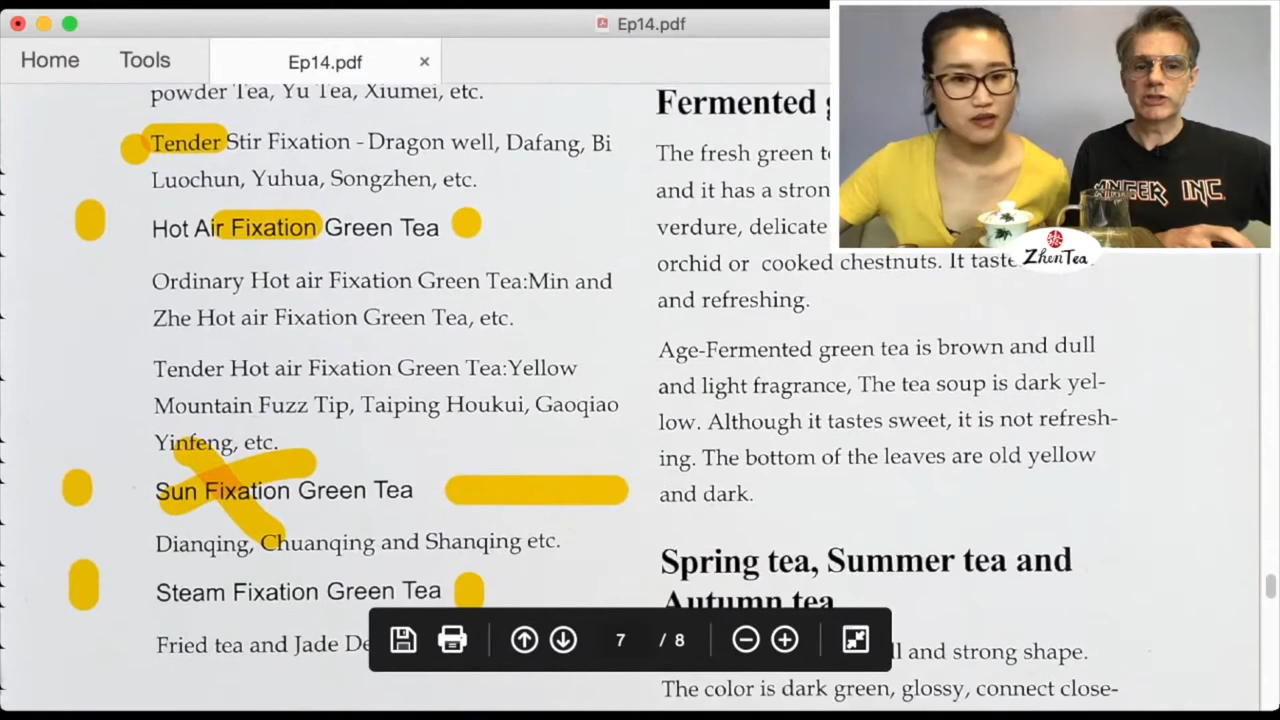 Ep14.pdf
Home
Tools
Ep14.pdf
×
powder Tea, Yu Tea, Xiumei, etc.
Tender Stir Fixation - Dragon well, Dafang, Bi
Luochun, Yuhua, Songzhen, etc.
Hot Air Fixation Green Tea
Ordinary Hot air Fixation Green Tea:Min and
Zhe Hot air Fixation Green Tea, etc.
Tender Hot air Fixation Green Tea:Yellow
Mountain Fuzz Tip, Taiping Houkui, Gaoqiao
Yinfeng, etc.
Sun Fixation Green Tea
Dianqing, Chuanqing and Shanqing etc.
Steam Fixation Green Tea
Fried tea and Jade
Fermented
The fresh green
and it has a
verdure, delicate
orchid or cooked chestnuts. It
and refreshing.
Age-Fermented green tea is brown and dull
and light fragrance, The tea soup is dark yel-
low. Although it tastes sweet, it is not refresh-
ing. The bottom of the leaves are old yellow
and dark.
Spring tea, Summer tea and
Autumn tea
and strong shape.
The color is dark green, glossy, connect close-
7 / 8
INC.
ZhenTea